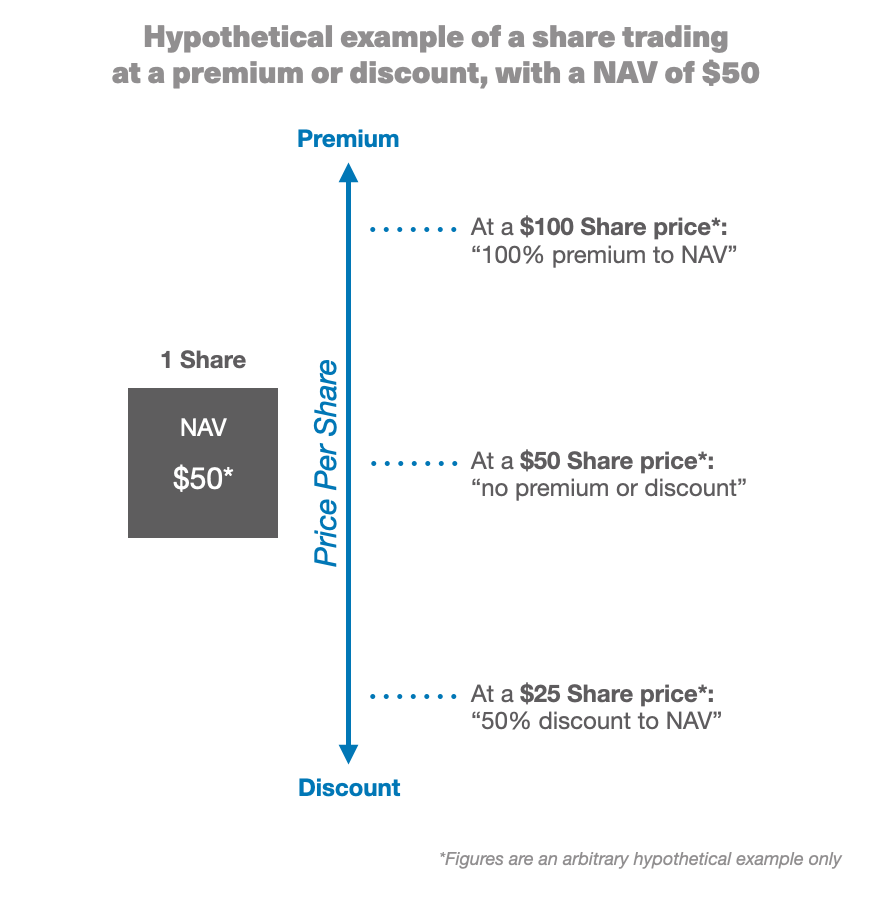 Hypothetical example of a share trading
at a premium or discount, with a NAV of $50
Premium
At a $100 Share price*:
“100% premium to NAV”
1 Share
NAV
$50*
Price Per Share
At a $50 Share price*:
“no premium or discount”
At a $25 Share price*:
“50% discount to NAV”
Discount
*Figures are an arbitrary hypothetical example only